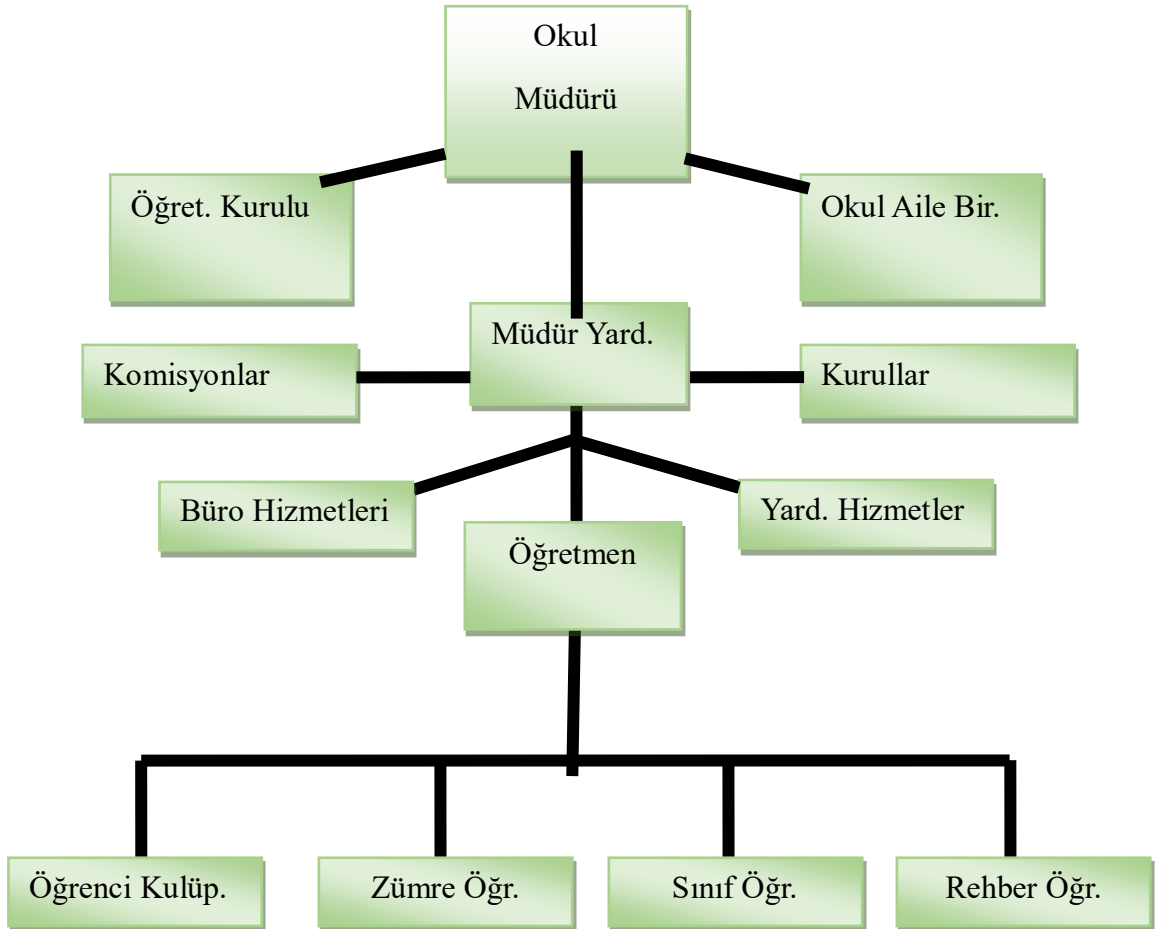 Okul
Müdürü
Öğret. Kurulu
Okul Aile Bir.
Müdür Yard.
Komisyonlar
Kurullar
Büro Hizmetleri
Yard. Hizmetler
Öğretmen
Öğrenci Kulüp.
Zümre Öğr.
Sınıf Öğr.
Rehber Öğr.